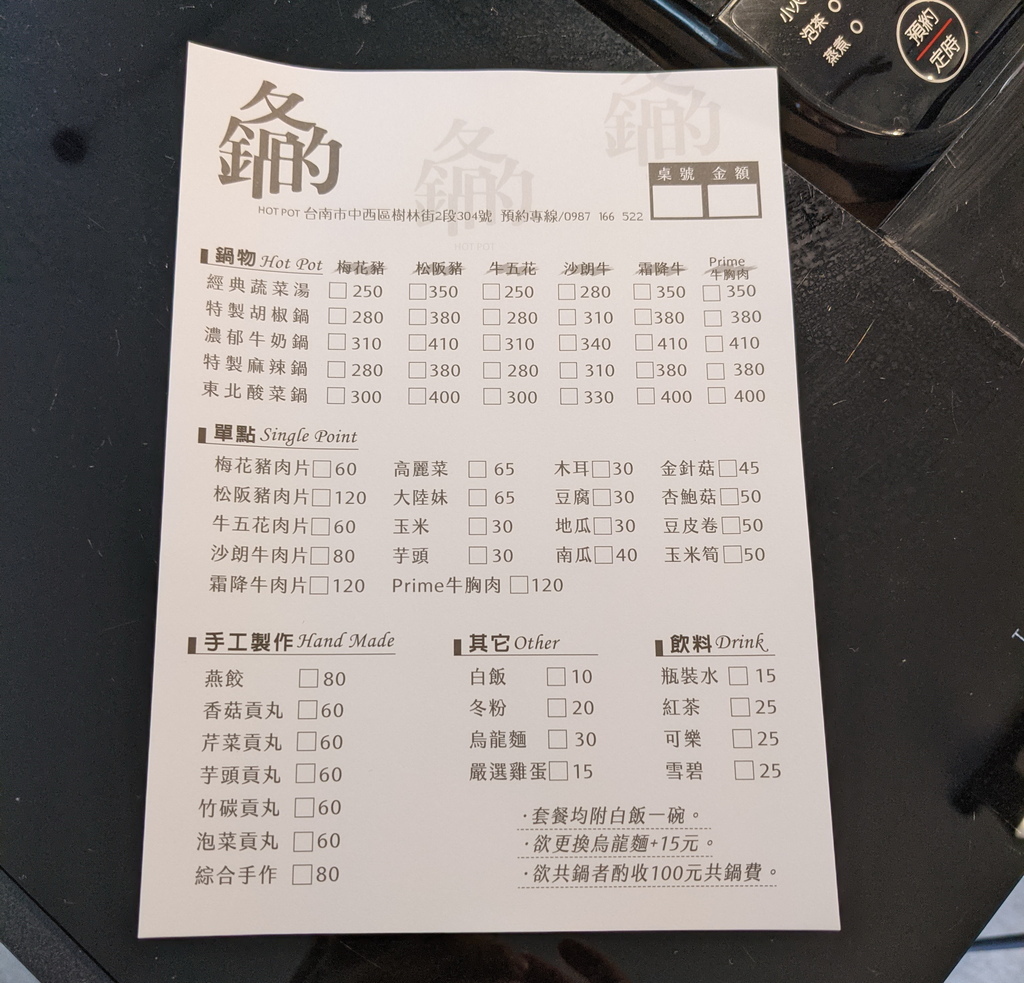 小火
泡茶
蒸煮
預約
定時
桌號 金額
HOT POT 台南市中西區樹林街2段304號 預約專線/0987 166 522
HOT POT
鍋物 Hot Pot 梅花豬 松阪豬 牛五花 沙朗牛 霜降牛 Prime牛胸肉
經典蔬菜湯 □250 □350 □250 □280 □350 □350
特製胡椒鍋 □280 □380 □280 □310 □380 □380
濃郁牛奶鍋 □310 □410 □310 □340 □410 □410
特製麻辣鍋 □280 □380 □280 □310 □380 □380
東北酸菜鍋 □300 □400 □300 □330 □400 □400
單點 Single Point
梅花豬肉片□60 高麗菜 □65 木耳□30 金針菇□45
松阪豬肉片□120 大陸妹 □65 豆腐□30 杏鮑菇□50
牛五花肉片□60 玉米 □30 地瓜□30 豆皮卷□50
沙朗牛肉片□80 芋頭 □30 南瓜□40 玉米筍□50
霜降牛肉片□120 Prime牛胸肉 □120
手工製作 Hand Made
燕餃 □80
香菇貢丸 □60
芹菜貢丸 □60
芋頭貢丸 □60
竹碳貢丸 □60
泡菜貢丸 □60
綜合手作 □80
其它 Other
白飯 □10
冬粉 □20
烏龍麵 □30
嚴選雞蛋□15
飲料 Drink
瓶裝水 □15
紅茶 □25
可樂 □25
雪碧 □25
·套餐均附白飯一碗。
·欲更換烏龍麵+15元。
·欲共鍋者酌收100元共鍋費。